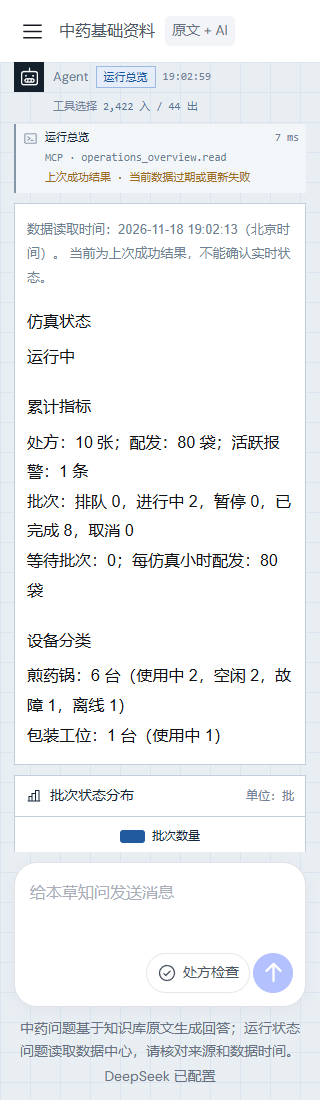 中药基础资料 原文 + AI
Agent 运行总览 19:02:59
工具选择 2,422 入 / 44 出
运行总览 7 ms
MCP · operations_overview.read
上次成功结果 · 当前数据过期或更新失败
数据读取时间：2026-11-18 19:02:13（北京时
间）。 当前为上次成功结果，不能确认实时状
态。
仿真状态
运行中
累计指标
处方：10 张；配发：80 袋；活跃报
警：1 条
批次：排队 0，进行中 2，暂停 0，已
完成 8，取消 0
等待批次：0；每仿真小时配发：80
袋
设备分类
煎药锅：6 台（使用中 2，空闲 2，故
障 1，离线 1）
包装工位：1 台（使用中 1）
批次状态分布 单位：批
批次数量
给本草知问发送消息
处方检查
中药问题基于知识库原文生成回答；运行状态
问题读取数据中心，请核对来源和数据时间。
DeepSeek 已配置